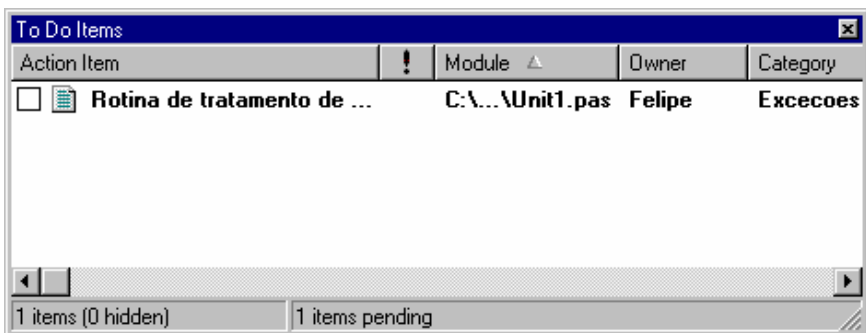 To Do Items
Action Item ! Module Owner Category
Rotina de tratamento de ... C:\...\Unit1.pas Felipe Excecoes
1 items (0 hidden) 1 items pending